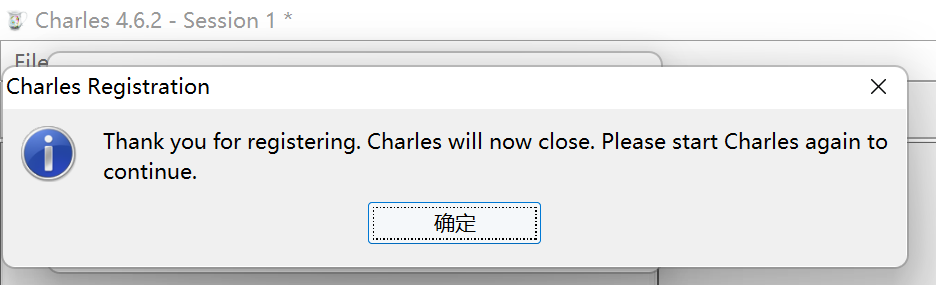 Charles 4.6.2 - Session 1 *
File
Charles Registration
Thank you for registering. Charles will now close. Please start Charles again to
continue.
确定